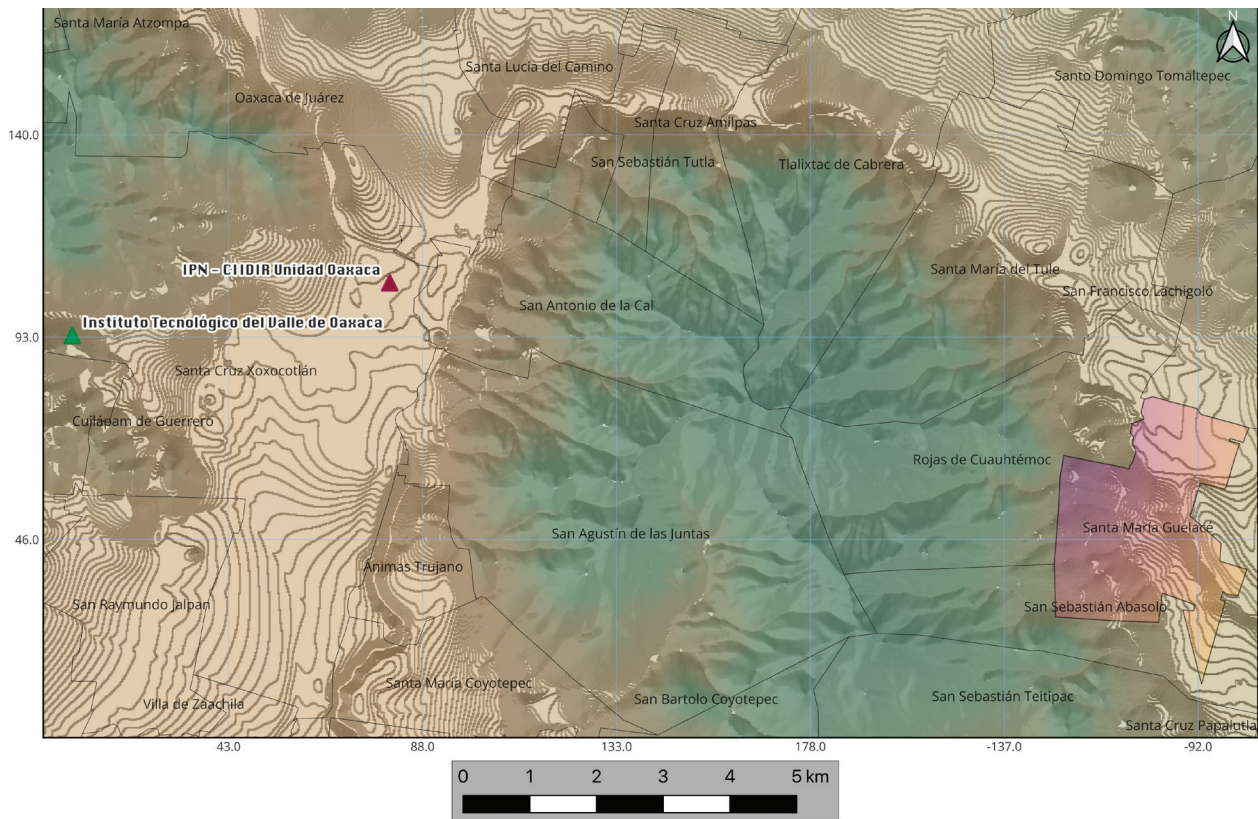 Santa María Atzompa
N
Santa Lucía del Camino
Santo Domingo Tomaltepec
Oaxaca de Juárez
Santa Cruz Amilpas
140.0
San Sebastián Tutla
Tlalixtac de Cabrera
IPN - CIIDIR Unidad Oaxaca
Santa María del Tule
San Francisco Lachigoló
San Antonio de la Cal
Instituto Tecnológico del Valle de Oaxaca
93.0
Santa Cruz Xoxocotlán
Cuilápam de Guerrero
Rojas de Cuauhtémoc
Santa María Guelacé
San Agustín de las Juntas
46.0
Ánimas Trujano
San Raymundo Jalpan
San Sebastián Abasolo
Santa María Coyotepec
San Bartolo Coyotepec
San Sebastián Teitipac
Villa de Zaachila
Santa Cruz Papalutla
43.0 88.0 133.0 178.0 -137.0 -92.0
0 1 2 3 4 5 km